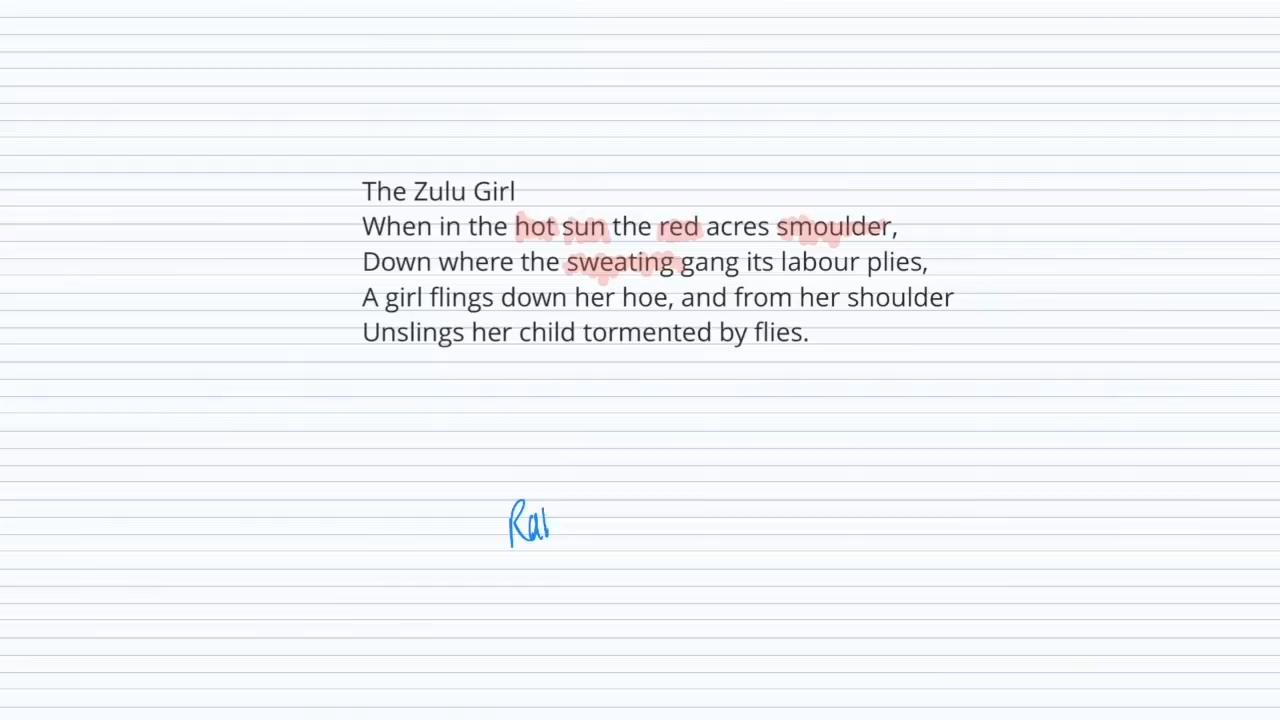 The Zulu Girl
When in the hot sun the red acres smoulder,
Down where the sweating gang its labour plies,
A girl flings down her hoe, and from her shoulder
Unslings her child tormented by flies.